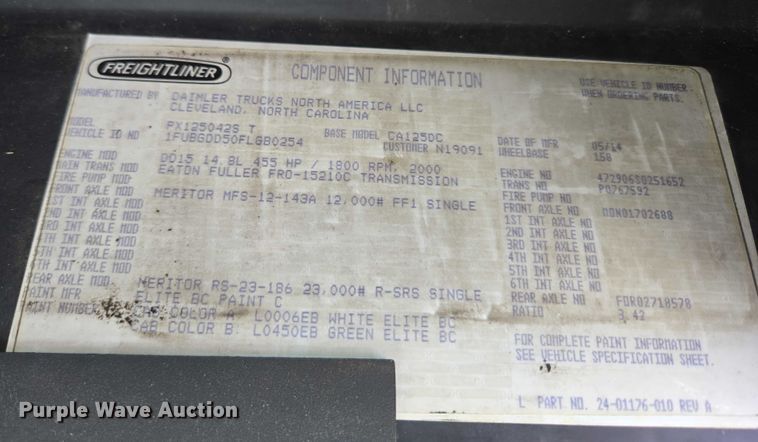 FREIGHTLINER
COMPONENT INFORMATION
USE VEHICLE ID NUMBER
WHEN ORDERING PARTS.
MANUFACTURED BY DAIMLER TRUCKS NORTH AMERICA LLC
CLEVELAND, NORTH CAROLINA
MODEL PX125042S T BASE MODEL CA125DC DATE OF MFR 05/14
VEHICLE ID NO 1FUBGDD50FLGB0254 CUSTOMER N19091 WHEELBASE 158
ENGINE MOD DD15 14.8L 455 HP / 1800 RPM, 2000 ENGINE NO 472906S0251652
MAIN TRANS MOD EATON FULLER FRO-15210C TRANSMISSION TRANS NO P0767592
FIRE PUMP MOD FIRE PUMP NO
FRONT AXLE MOD MERITOR MFS-12-143A 12,000# FF1 SINGLE FRONT AXLE NO MON01702688
1ST INT AXLE MOD 1ST INT AXLE NO
2ND INT AXLE MOD 2ND INT AXLE NO
3RD INT AXLE MOD 3RD INT AXLE NO
4TH INT AXLE MOD 4TH INT AXLE NO
5TH INT AXLE MOD 5TH INT AXLE NO
6TH INT AXLE MOD 6TH INT AXLE NO
REAR AXLE MOD MERITOR RS-23-186 23,000# R-SRS SINGLE REAR AXLE NO FDR02718578
PAINT MFR ELITE BC PAINT C RATIO 3.42
PAINT NUMBER CAB COLOR A: L0006EB WHITE ELITE BC
CAB COLOR B: L0450EB GREEN ELITE BC
FOR COMPLETE PAINT INFORMATION
SEE VEHICLE SPECIFICATION SHEET.
L PART NO. 24-01176-010 REV A
Purple Wave Auction